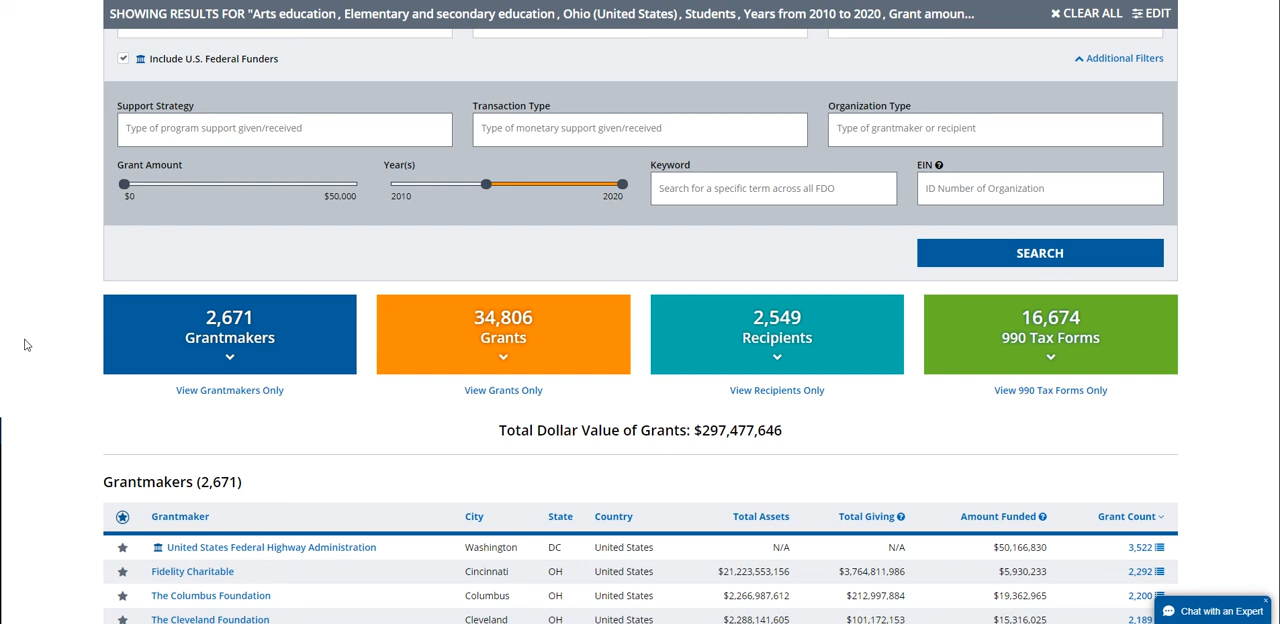 SHOWING RESULTS FOR "Arts education , Elementary and secondary education , Ohio (United States) , Students , Years from 2010 to 2020 , Grant amoun... CLEAR ALL EDIT
Include U.S. Federal Funders Additional Filters
Support Strategy Transaction Type Organization Type
Type of program support given/received Type of monetary support given/received Type of grantmaker or recipient
Grant Amount Year(s) Keyword EIN
Search for a specific term across all FDO ID Number of Organization
$0 $50,000 2010 2020
SEARCH
2,671 34,806 2,549 16,674
Grantmakers Grants Recipients 990 Tax Forms
View Grantmakers Only View Grants Only View Recipients Only View 990 Tax Forms Only
Total Dollar Value of Grants: $297,477,646
Grantmakers (2,671)
Grantmaker City State Country Total Assets Total Giving Amount Funded Grant Count
United States Federal Highway Administration Washington DC United States N/A N/A $50,166,830 3,522
Fidelity Charitable Cincinnati OH United States $21,223,553,156 $3,764,811,986 $5,930,233 2,292
The Columbus Foundation Columbus OH United States $2,266,987,612 $212,997,884 $19,362,965 2,200
Chat with an Expert
The Cleveland Foundation Cleveland OH United States $2,288,141,605 $101,172,153 $15,316,025 2,189